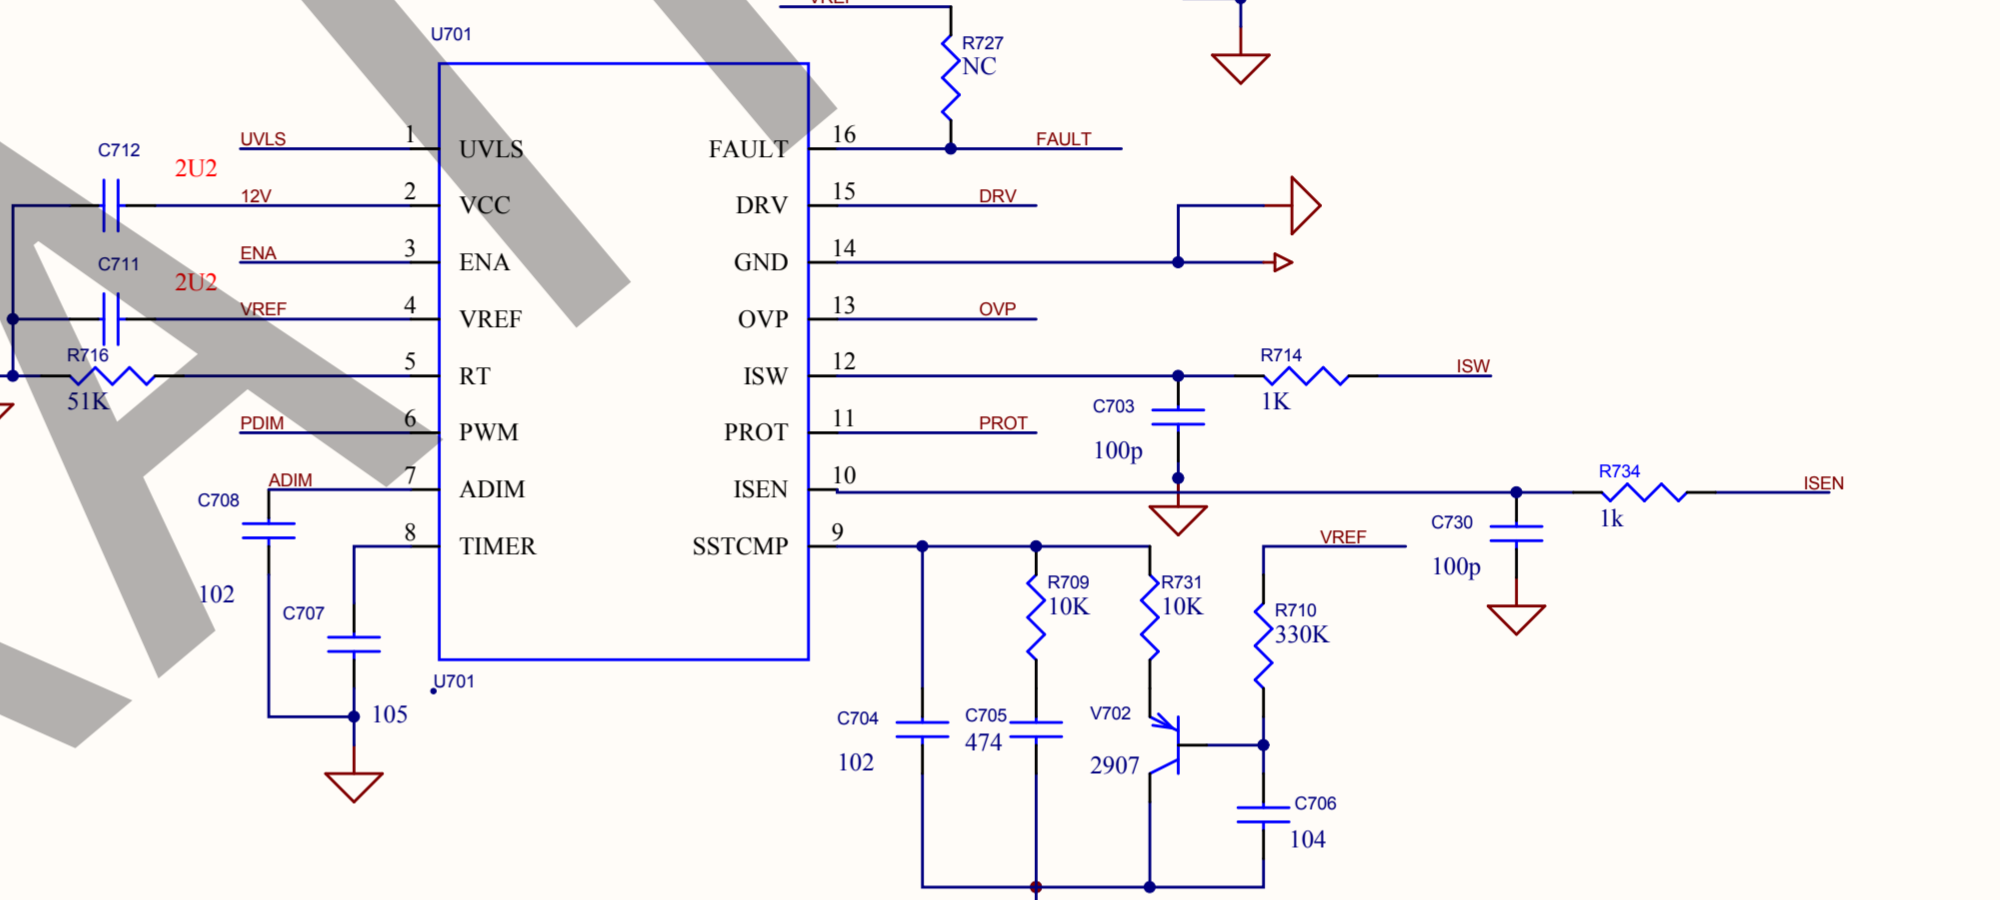 VREF
U701
R727
NC
UVLS
1
UVLS
FAULT
16
FAULT
C712
2U2
12V
2
VCC
DRV
15
DRV
ENA
3
ENA
GND
14
C711
2U2
VREF
4
VREF
OVP
13
OVP
R716
51K
5
RT
ISW
12
R714
1K
ISW
PDIM
6
PWM
PROT
11
PROT
C703
100p
ADIM
7
ADIM
ISEN
10
R734
1k
ISEN
C708
102
8
TIMER
SSTCMP
9
VREF
C730
100p
C707
105
R709
10K
R731
10K
R710
330K
U701
C704
102
C705
474
V702
2907
C706
104